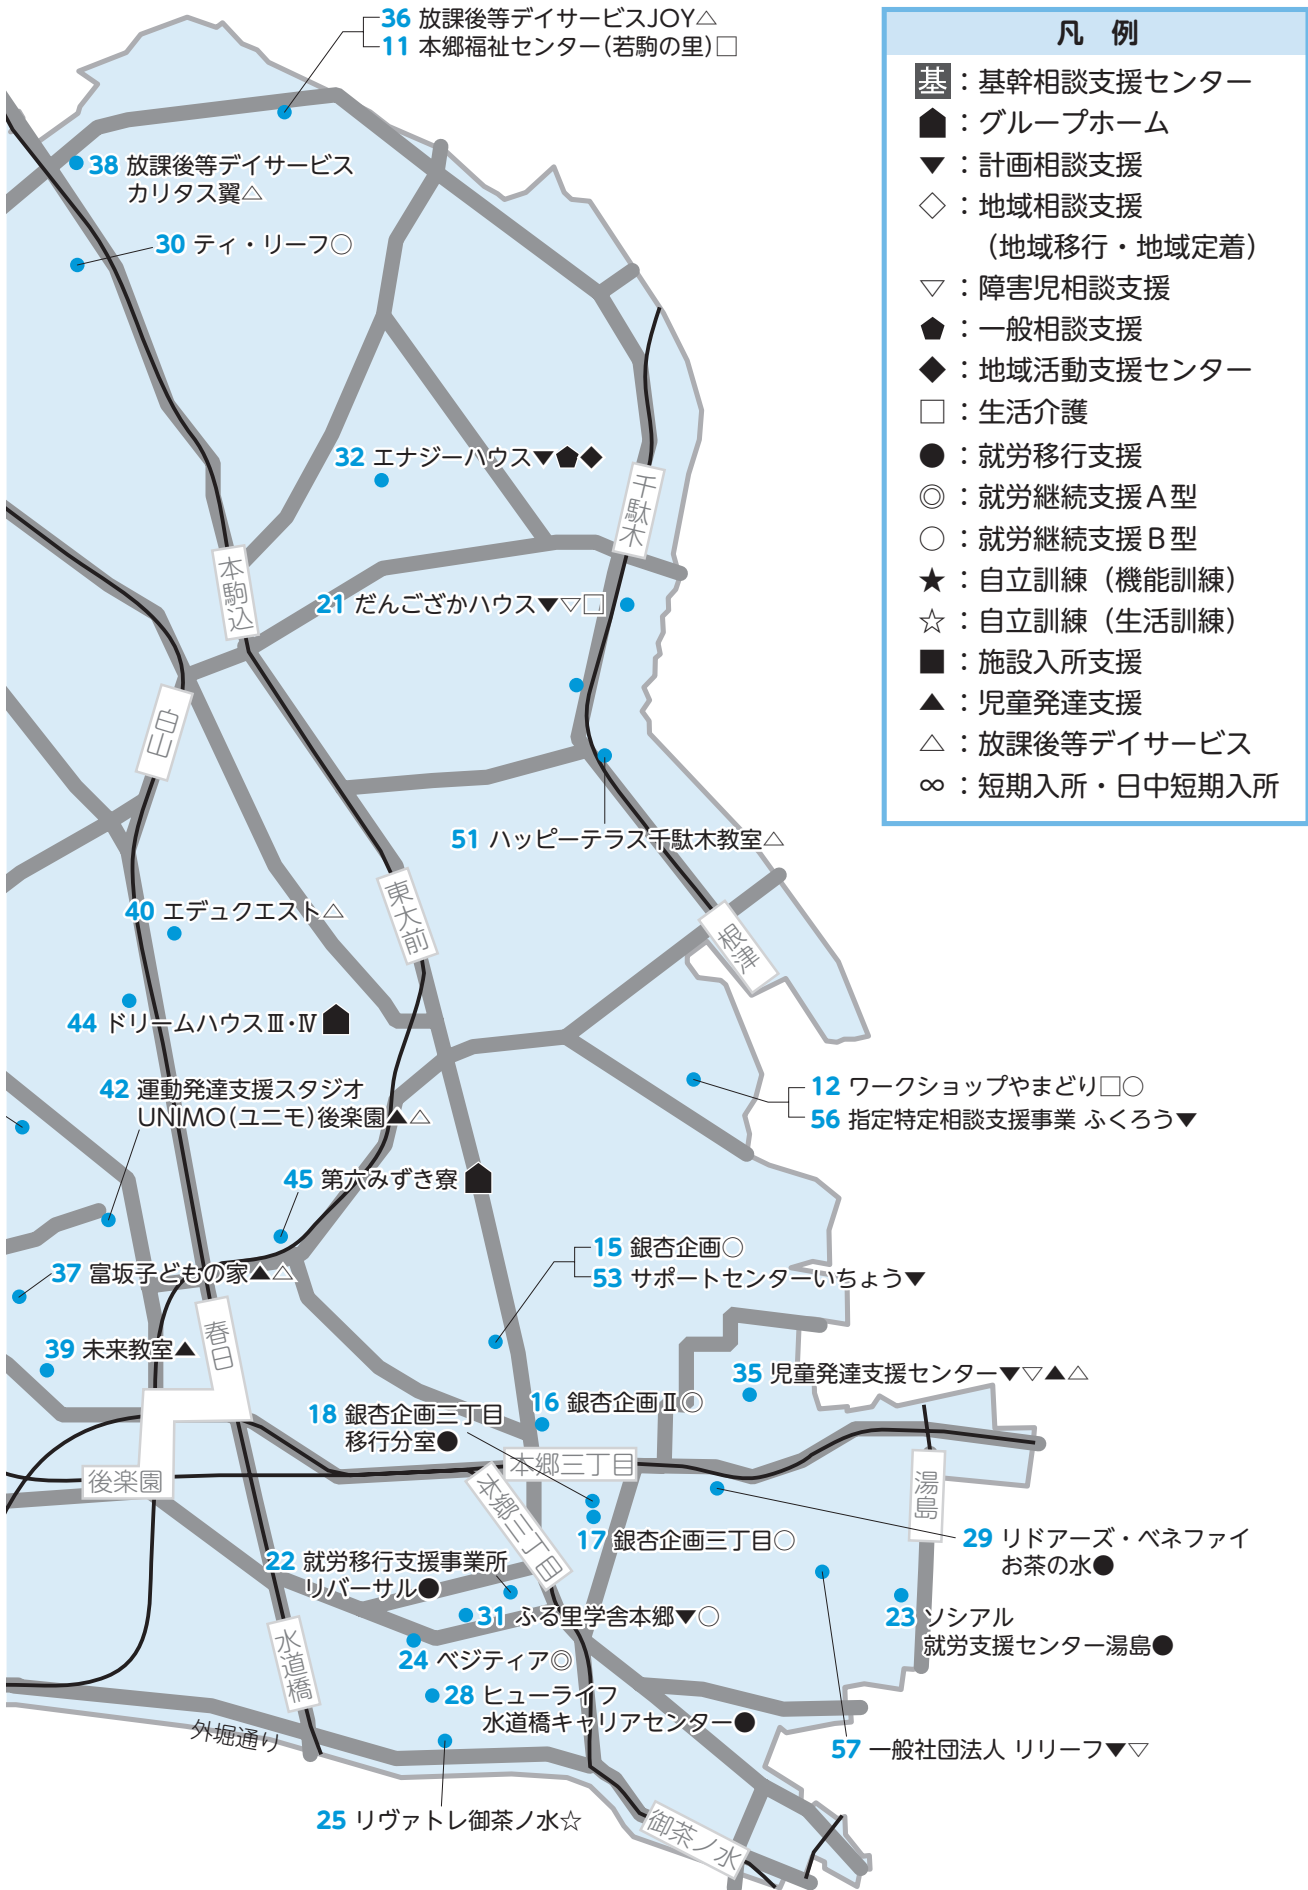 36 放課後等デイサービスJOY△
11 本郷福祉センター(若駒の里)□
凡 例
基：基幹相談支援センター
：グループホーム
▼：計画相談支援
◇：地域相談支援
（地域移行・地域定着）
▽：障害児相談支援
⬟：一般相談支援
◆：地域活動支援センター
□：生活介護
●：就労移行支援
◎：就労継続支援A型
○：就労継続支援B型
★：自立訓練（機能訓練）
☆：自立訓練（生活訓練）
■：施設入所支援
▲：児童発達支援
△：放課後等デイサービス
∞：短期入所・日中短期入所
38 放課後等デイサービス
カリタス翼△
30 ティ・リーフ○
32 エナジーハウス▼⬟◆
千駄木
本駒込
21 だんござかハウス▼▽□
白山
51 ハッピーテラス千駄木教室△
東大前
40 エデュクエスト△
根津
44 ドリームハウスⅢ・Ⅳ
42 運動発達支援スタジオ
UNIMO(ユニモ)後楽園▲△
12 ワークショップやまどり□○
56 指定特定相談支援事業 ふくろう▼
45 第六みずき寮
15 銀杏企画○
53 サポートセンターいちょう▼
37 富坂子どもの家▲△
春日
39 未来教室▲
35 児童発達支援センター▼▽▲△
16 銀杏企画Ⅱ◎
18 銀杏企画三丁目
移行分室●
本郷三丁目
後楽園
本郷三丁目
湯島
17 銀杏企画三丁目○
29 リドアーズ・ベネファイ
お茶の水●
22 就労移行支援事業所
リバーサル●
31 ふる里学舎本郷▼○
23 ソシアル
就労支援センター湯島●
水道橋
24 ベジティア◎
28 ヒューライフ
水道橋キャリアセンター●
外堀通り
57 一般社団法人 リリーフ▼▽
25 リヴァトレ御茶ノ水☆
御茶ノ水